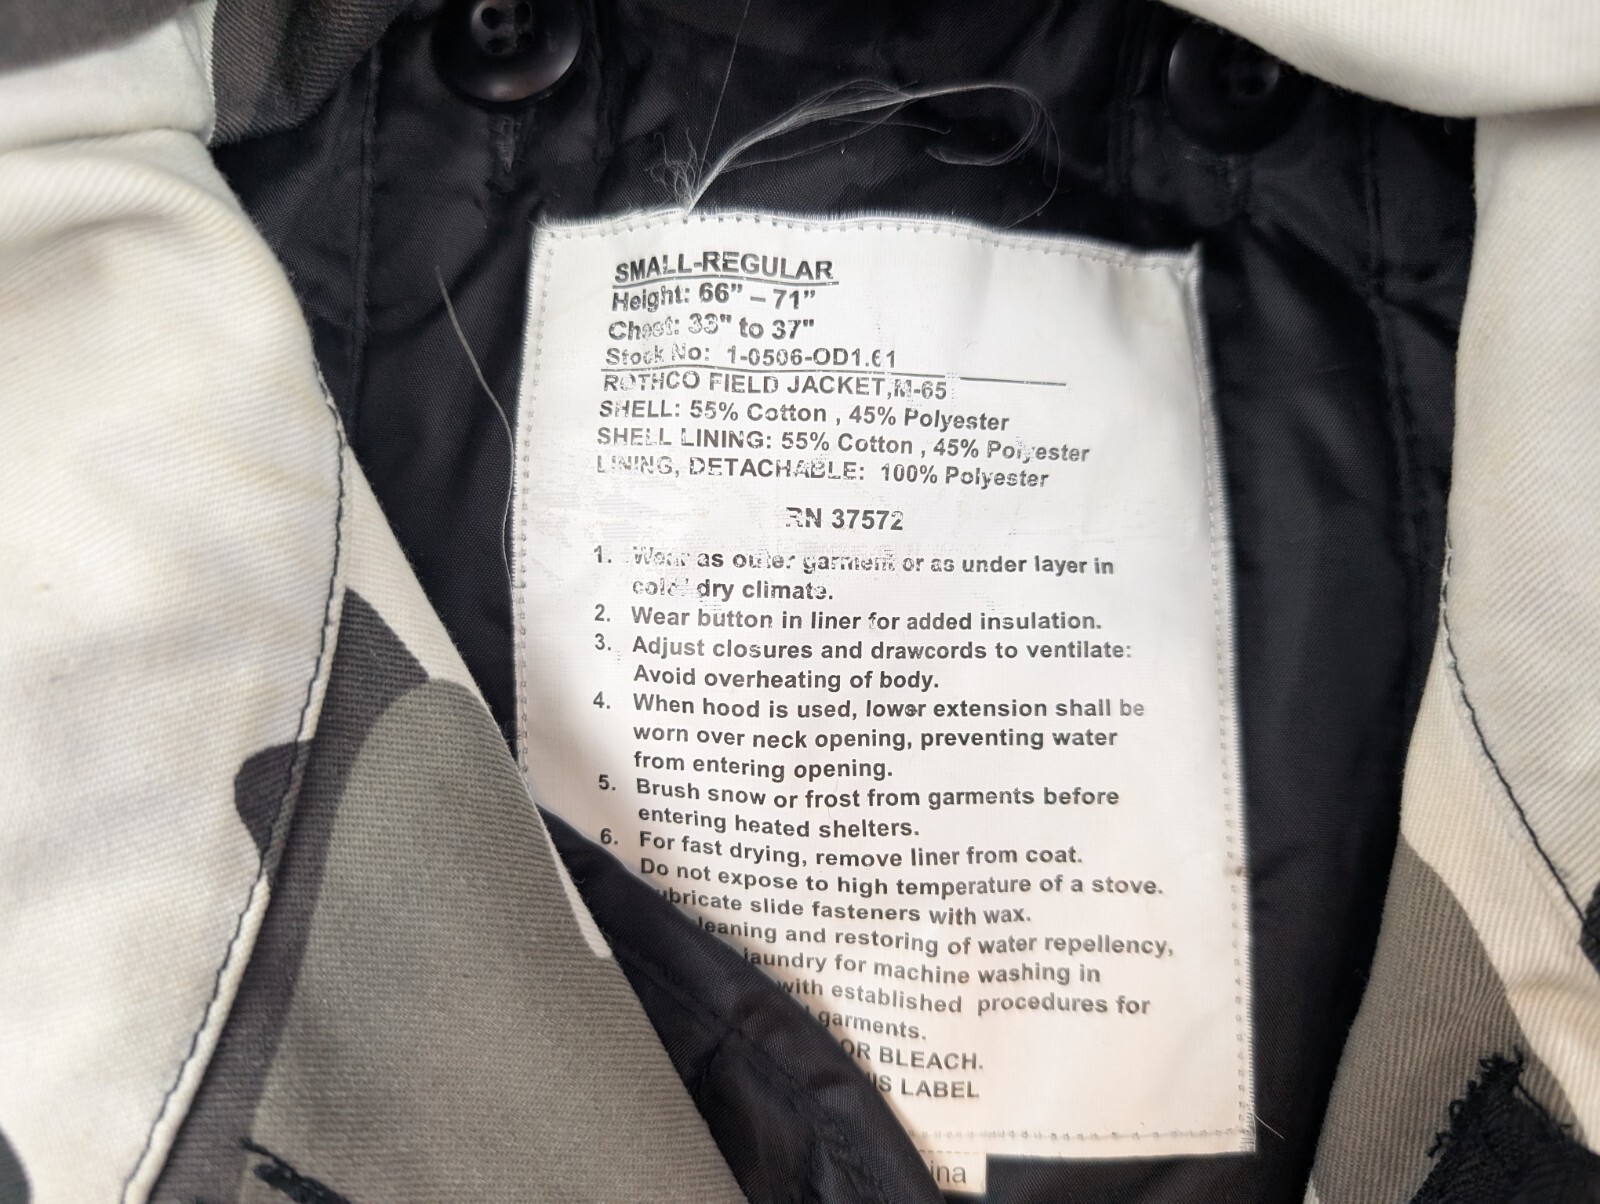 SMALL-REGULAR
Height: 66” – 71”
Chest: 33" to 37"
Stock No: 1-0506-OD1.61
ROTHCO FIELD JACKET,M-65
SHELL: 55% Cotton , 45% Polyester
SHELL LINING: 55% Cotton , 45% Polyester
LINING, DETACHABLE: 100% Polyester
RN 37572
1. Wear as outer garment or as under layer in
cold dry climate.
2. Wear button in liner for added insulation.
3. Adjust closures and drawcords to ventilate:
Avoid overheating of body.
4. When hood is used, lower extension shall be
worn over neck opening, preventing water
from entering opening.
5. Brush snow or frost from garments before
entering heated shelters.
6. For fast drying, remove liner from coat.
Do not expose to high temperature of a stove.
ubricate slide fasteners with wax.
leaning and restoring of water repellency,
laundry for machine washing in
with established procedures for
garments.
OR BLEACH.
IS LABEL
ina